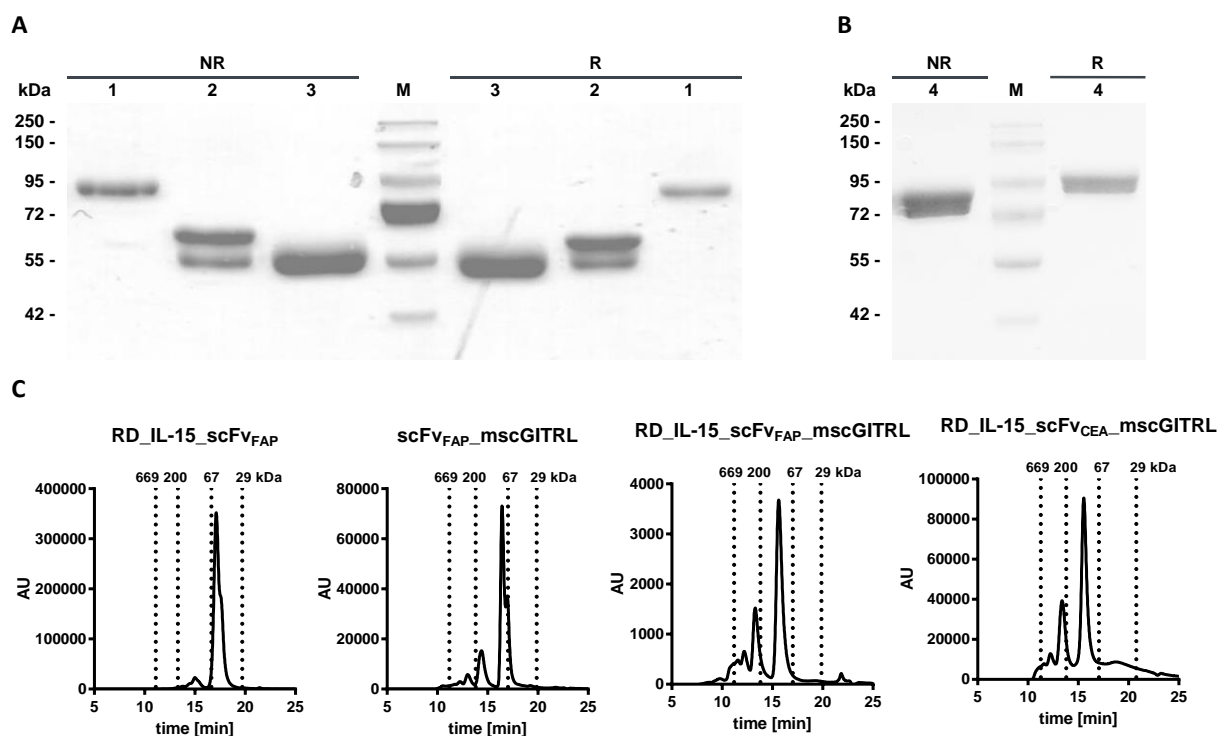 A
B
NR
R
kDa 1 2 3 M 3 2 1
250 -
150 -
95 -
72 -
55 -
42 -
NR
R
kDa 4 M 4
250 -
150 -
95 -
72 -
55 -
42 -
C
RD_IL-15_scFvFAP
669 200 67 29 kDa
400000
300000
200000
100000
0
AU
5 10 15 20 25
time [min]
scFvFAP_mscGITRL
669 200 67 29 kDa
80000
60000
40000
20000
0
AU
5 10 15 20 25
time [min]
RD_IL-15_scFvFAP_mscGITRL
669 200 67 29 kDa
4000
3000
2000
1000
0
AU
5 10 15 20 25
time [min]
RD_IL-15_scFvCEA_mscGITRL
669 200 67 29 kDa
100000
80000
60000
40000
20000
0
AU
5 10 15 20 25
time [min]